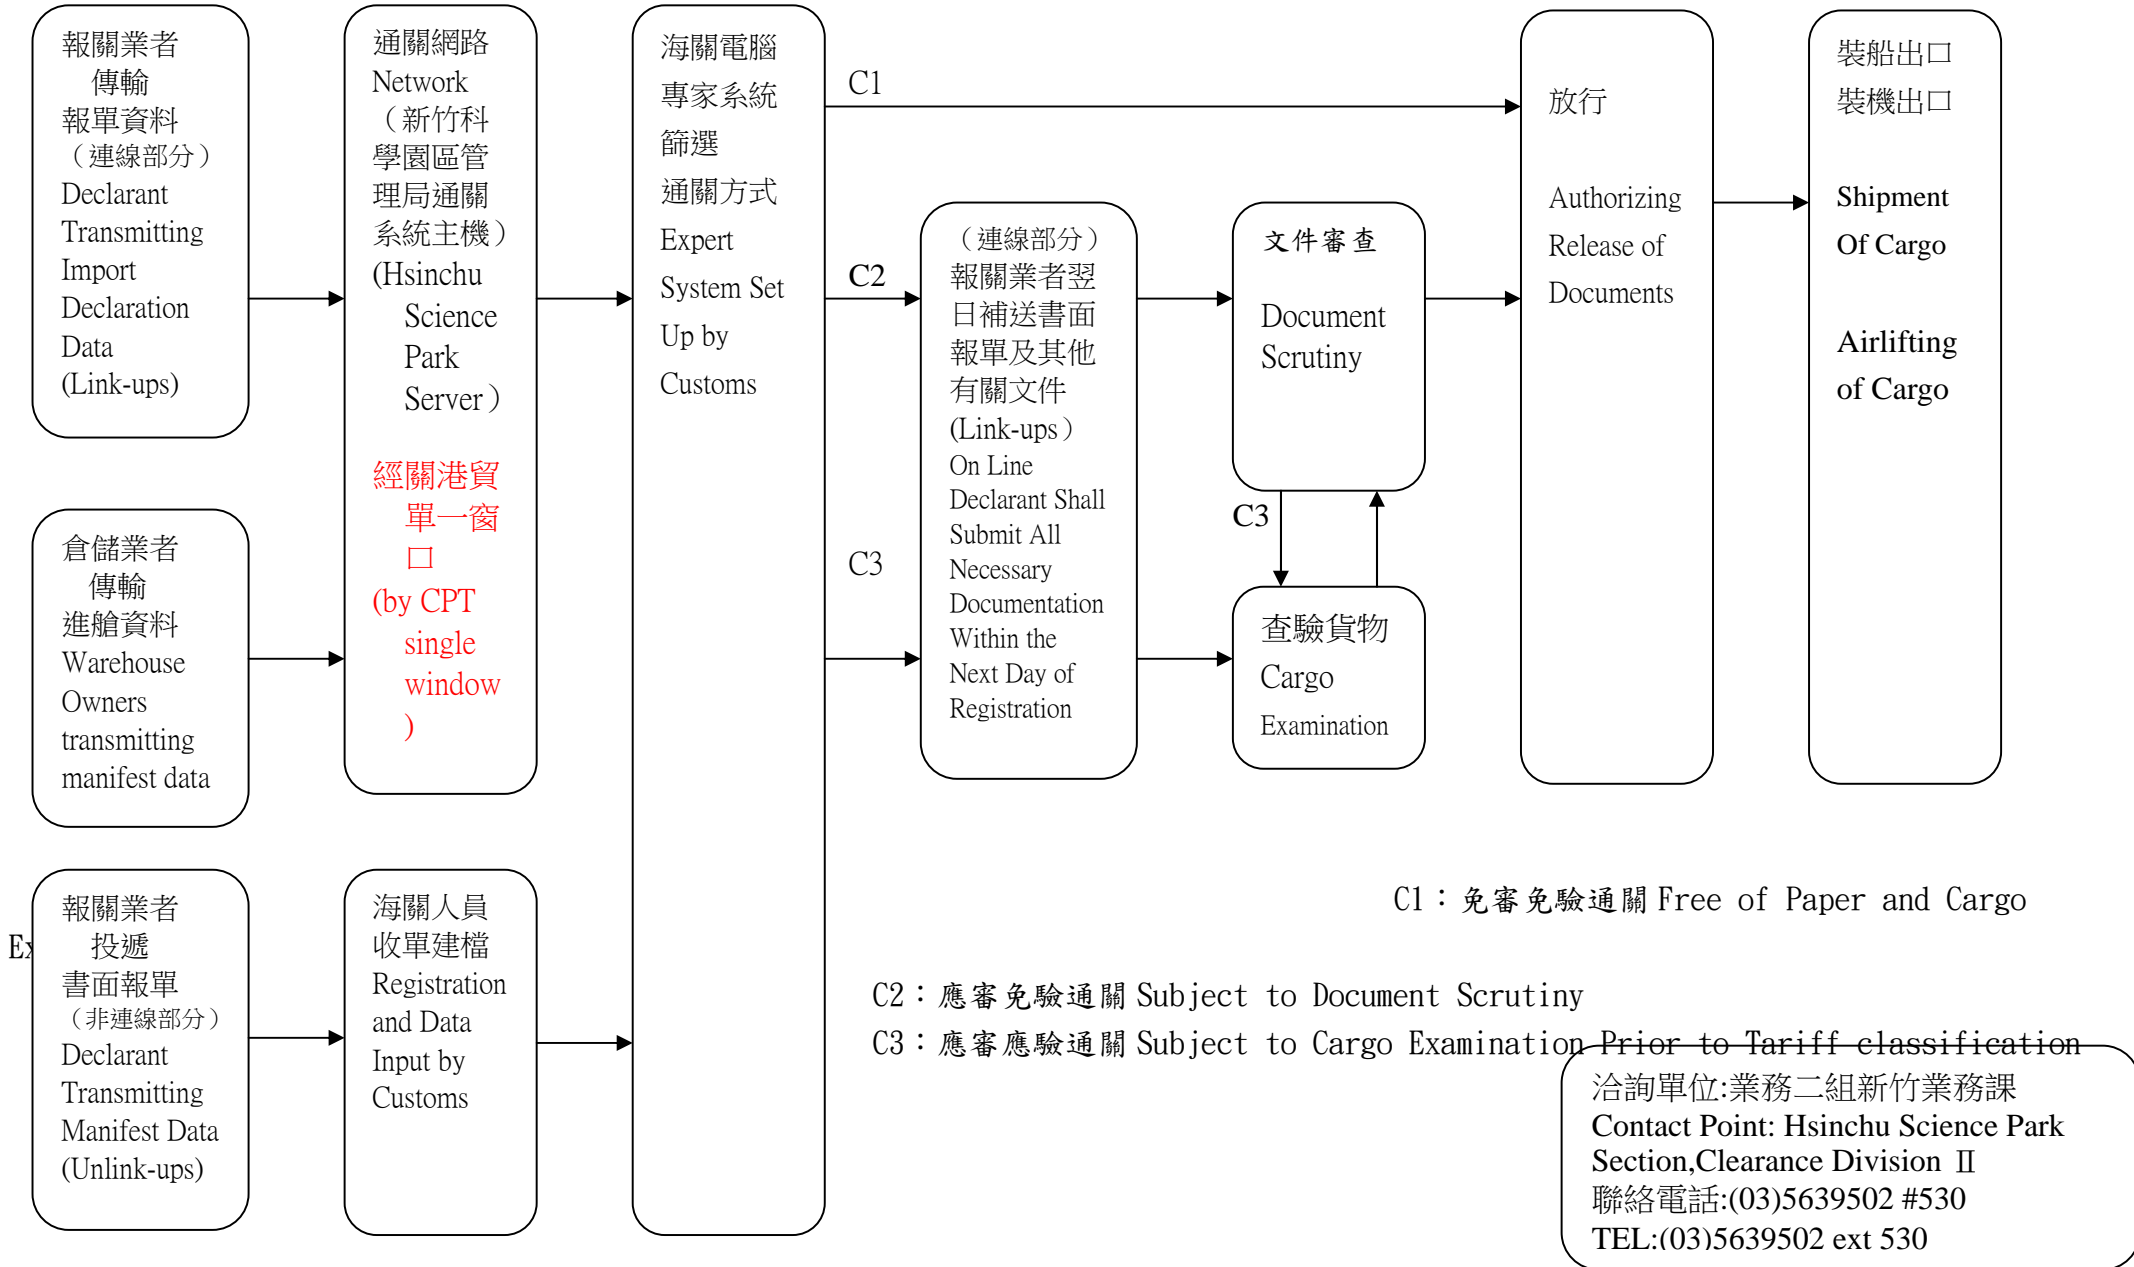 報關業者
傳輸
報單資料
（連線部分）
Declarant
Transmitting
Import
Declaration
Data
(Link-ups)
倉儲業者
傳輸
進艙資料
Warehouse
Owners
transmitting
manifest data
報關業者
投遞
書面報單
（非連線部分）
Declarant
Transmitting
Manifest Data
(Unlink-ups)
通關網路
Network
（新竹科
學園區管
理局通關
系統主機）
(Hsinchu
Science
Park
Server）
經關港貿
單一窗
口
(by CPT
single
window
)
海關人員
收單建檔
Registration
and Data
Input by
Customs
海關電腦
專家系統
篩選
通關方式
Expert
System Set
Up by
Customs
C1
C2
C3
（連線部分）
報關業者翌
日補送書面
報單及其他
有關文件
(Link-ups）
On Line
Declarant Shall
Submit All
Necessary
Documentation
Within the
Next Day of
Registration
文件審查
Document
Scrutiny
C3
查驗貨物
Cargo
Examination
放行
Authorizing
Release of
Documents
裝船出口
裝機出口
Shipment
Of Cargo
Airlifting
of Cargo
C1：免審免驗通關 Free of Paper and Cargo
Ex
C2：應審免驗通關 Subject to Document Scrutiny
C3：應審應驗通關 Subject to Cargo Examination Prior to Tariff classification
洽詢單位:業務二組新竹業務課
Contact Point: Hsinchu Science Park
Section,Clearance Division Ⅱ
聯絡電話:(03)5639502 #530
TEL:(03)5639502 ext 530